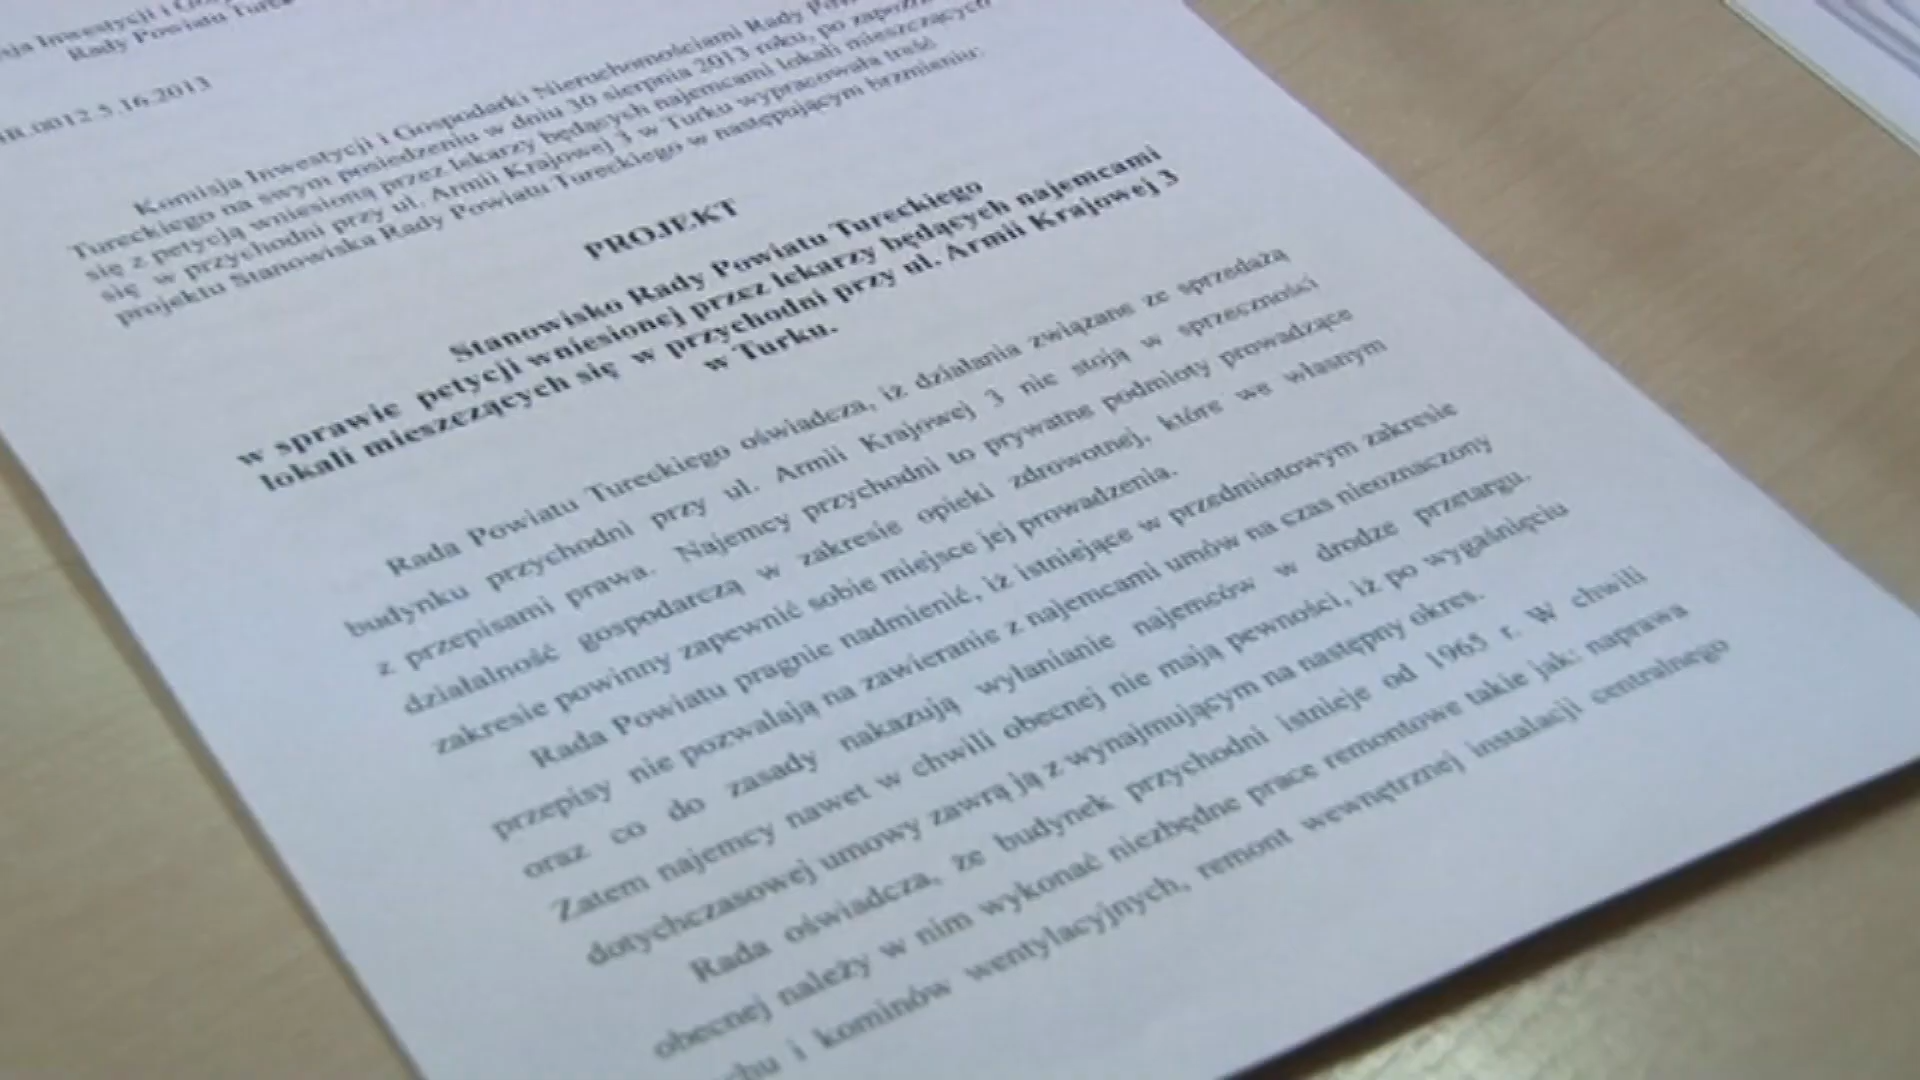 Inwestycji i
Rady Powiatu
.0012.5.16.2013
Komisja Inwestycji i Gospodarki Nieruchomościami Rady
Tureckiego na swym posiedzeniu w dniu 30 sierpnia 2013 roku, po
się z petycją wniesioną przez lekarzy będących najemcami lokali mieszczących
się w przychodni przy ul. Armii Krajowej 3 w Turku wypracowała treść
projektu Stanowiska Rady Powiatu Tureckiego w następującym brzmieniu:
PROJEKT
Stanowisko Rady Powiatu Tureckiego
w sprawie petycji wniesionej przez lekarzy będących najemcami
lokali mieszczących się w przychodni przy ul. Armii Krajowej 3
w Turku.
Rada Powiatu Tureckiego oświadcza, iż działania związane ze sprzedażą
budynku przychodni przy ul. Armii Krajowej 3 nie stoją w sprzeczności
z przepisami prawa. Najemcy przychodni to prywatne podmioty prowadzące
działalność gospodarczą w zakresie opieki zdrowotnej, które we własnym
zakresie powinny zapewnić sobie miejsce jej prowadzenia.
Rada Powiatu pragnie nadmienić, iż istniejące w przedmiotowym zakresie
przepisy nie pozwalają na zawieranie z najemcami umów na czas nieoznaczony
oraz co do zasady nakazują wyłanianie najemców w drodze przetargu.
Zatem najemcy nawet w chwili obecnej nie mają pewności, iż po wygaśnięciu
dotychczasowej umowy zawrą ją z wynajmującym na następny okres.
Rada oświadcza, że budynek przychodni istnieje od 1965 r. W chwili
obecnej należy w nim wykonać niezbędne prace remontowe takie jak: naprawa
i kominów wentylacyjnych, remont wewnętrznej instalacji centralnego